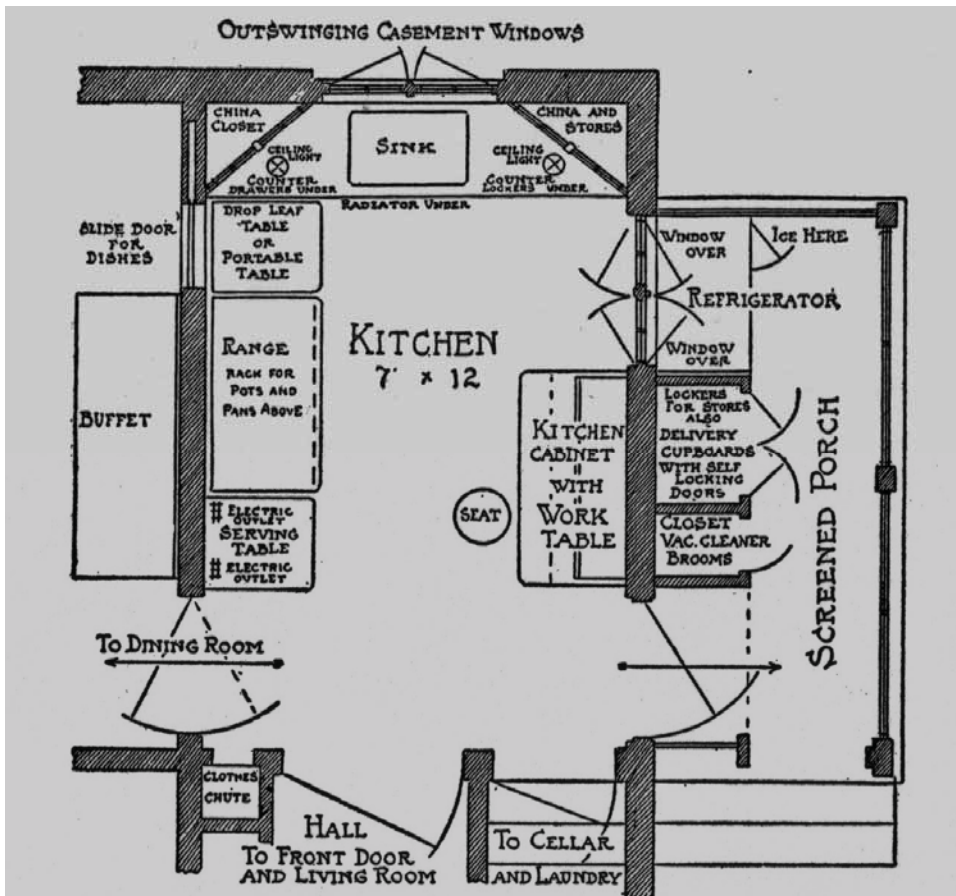 OUTSWINGING CASEMENT WINDOWS
CHINA
CLOSET
CEILING
LIGHT
COUNTER
DRAWERS UNDER
SINK
CHINA AND
STORES
CEILING
LIGHT
COUNTER
LOCKERS UNDER
RADIATOR UNDER
SLIDE DOOR
FOR
DISHES
DROP LEAF
TABLE
OR
PORTABLE
TABLE
WINDOW
OVER
ICE HERE
REFRIGERATOR
WINDOW
OVER
KITCHEN
7' x 12
RANGE
RACK FOR
POTS AND
PANS ABOVE
BUFFET
KITCHEN
CABINET
WITH
WORK
TABLE
SEAT
LOCKERS
FOR STORES
ALSO
DELIVERY
CUPBOARDS
WITH SELF
LOCKING
DOORS
CLOSET
VAC. CLEANER
BROOMS
SCREENED PORCH
ELECTRIC
OUTLET
SERVING
TABLE
ELECTRIC
OUTLET
TO DINING ROOM
CLOTHES
CHUTE
HALL
TO FRONT DOOR
AND LIVING ROOM
TO CELLAR
AND LAUNDRY